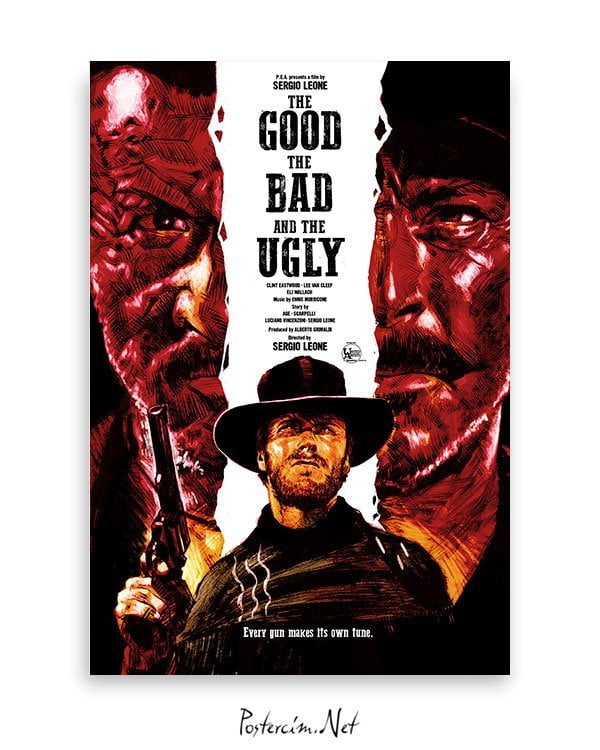 P.E.A. presents a film by
SERGIO LEONE
THE
GOOD
THE
BAD
AND THE
UGLY
CLINT EASTWOOD · LEE VAN CLEEF
ELI WALLACH
Music by ENNIO MORRICONE
Story by
AGE · SCARPELLI
LUCIANO VINCENZONI · SERGIO LEONE
Produced by ALBERTO GRIMALDI
Directed by
SERGIO LEONE
Every gun makes its own tune.
Postercim.Net